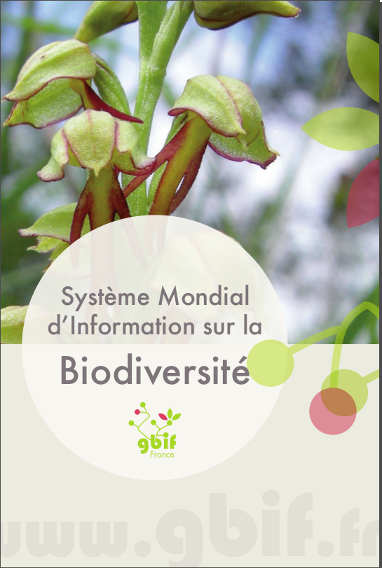 Système Mondial
d'Information sur la
Biodiversité
gbif
France
www.gbif.fr